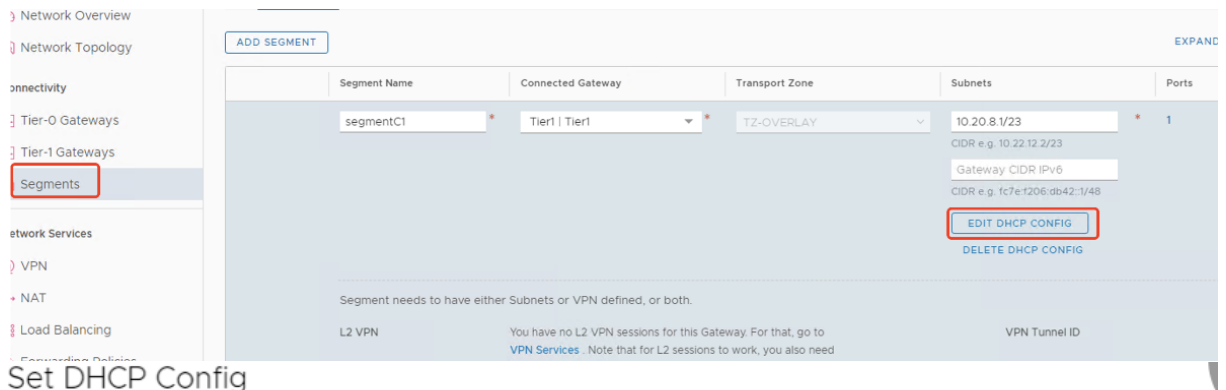 Network Overview
Network Topology
ADD SEGMENT
EXPAND
Segment Name Connected Gateway Transport Zone Subnets Ports
onnectivity
Tier-0 Gateways
segmentC1 * Tier1 | Tier1 * TZ-OVERLAY 10.20.8.1/23 * 1
CIDR e.g. 10.22.12.2/23
Tier-1 Gateways
Gateway CIDR IPv6
Segments
CIDR e.g. fc7e:f206:db42::1/48
EDIT DHCP CONFIG
etwork Services
DELETE DHCP CONFIG
VPN
NAT
Segment needs to have either Subnets or VPN defined, or both.
Load Balancing
L2 VPN You have no L2 VPN sessions for this Gateway. For that, go to VPN Tunnel ID
VPN Services . Note that for L2 sessions to work, you also need
Forwarding Policies
Set DHCP Config